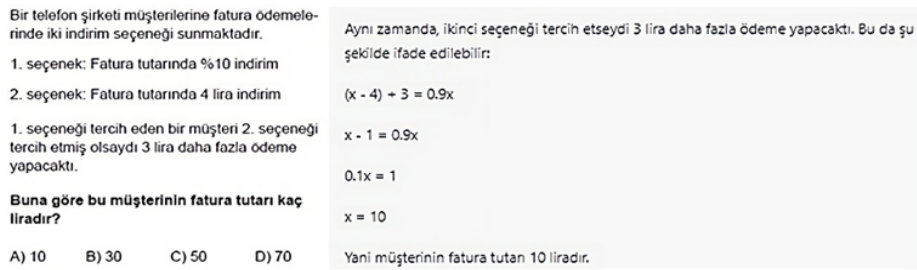 Bir telefon şirketi müşterilerine fatura ödemele-
rinde iki indirim seçeneği sunmaktadır.
1. seçenek: Fatura tutarında %10 indirim
2. seçenek: Fatura tutarında 4 lira indirim
1. seçeneği tercih eden bir müşteri 2. seçeneği
tercih etmiş olsaydı 3 lira daha fazla ödeme
yapacaktı.
Buna göre bu müşterinin fatura tutarı kaç
liradır?
A) 10 B) 30 C) 50 D) 70
Aynı zamanda, ikinci seçeneği tercih etseydi 3 lira daha fazla ödeme yapacaktı. Bu da şu
şekilde ifade edilebilir:
(x - 4) + 3 = 0.9x
x - 1 = 0.9x
0.1x = 1
x = 10
Yani müşterinin fatura tutarı 10 liradır.